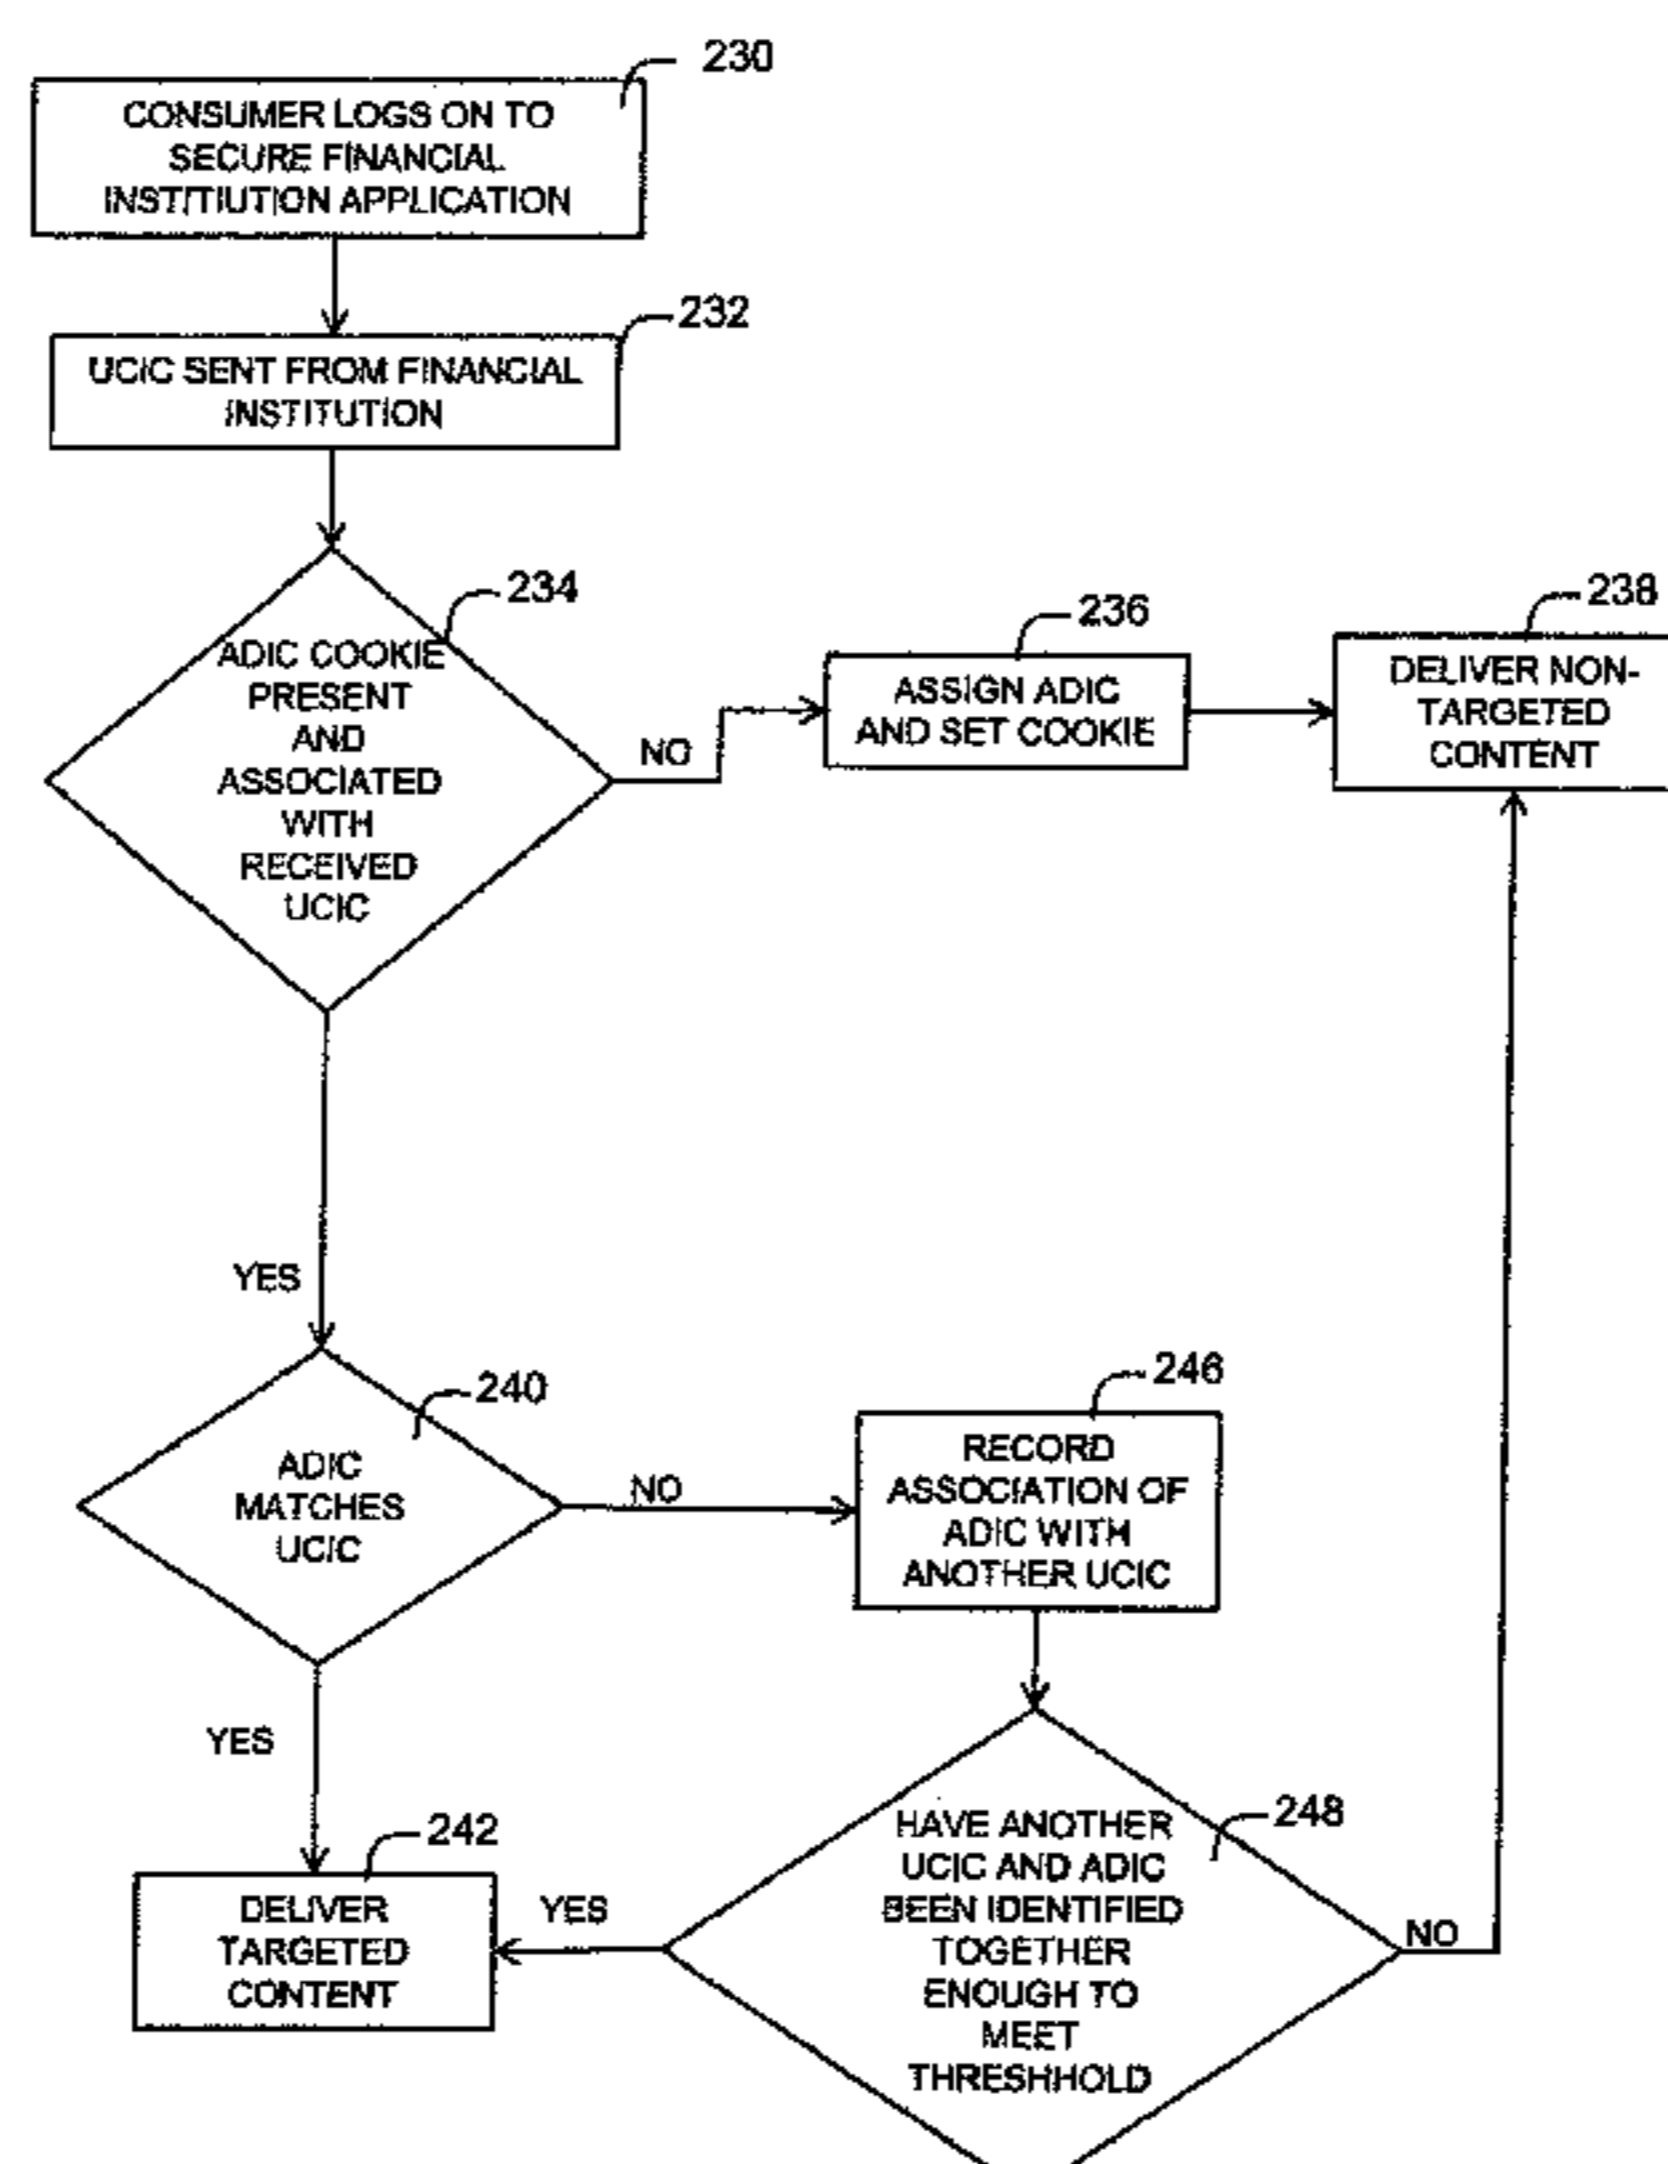 230
CONSUMER LOGS ON TO
SECURE FINANCIAL
INSTITIUTION APPLICATION
232
UCIC SENT FROM FINANCIAL
INSTITUTION
234
ADIC COOKIE
PRESENT
AND
ASSOCIATED
WITH
RECEIVED
UCIC
NO
236
ASSIGN ADIC
AND SET COOKIE
238
DELIVER NON-
TARGETED
CONTENT
YES
240
ADIC
MATCHES
UCIC
NO
246
RECORD
ASSOCIATION OF
ADIC WITH
ANOTHER UCIC
YES
242
DELIVER
TARGETED
CONTENT
YES
248
HAVE ANOTHER
UCIC AND ADIC
BEEN IDENTIFIED
TOGETHER
ENOUGH TO
MEET
THRESHHOLD
NO